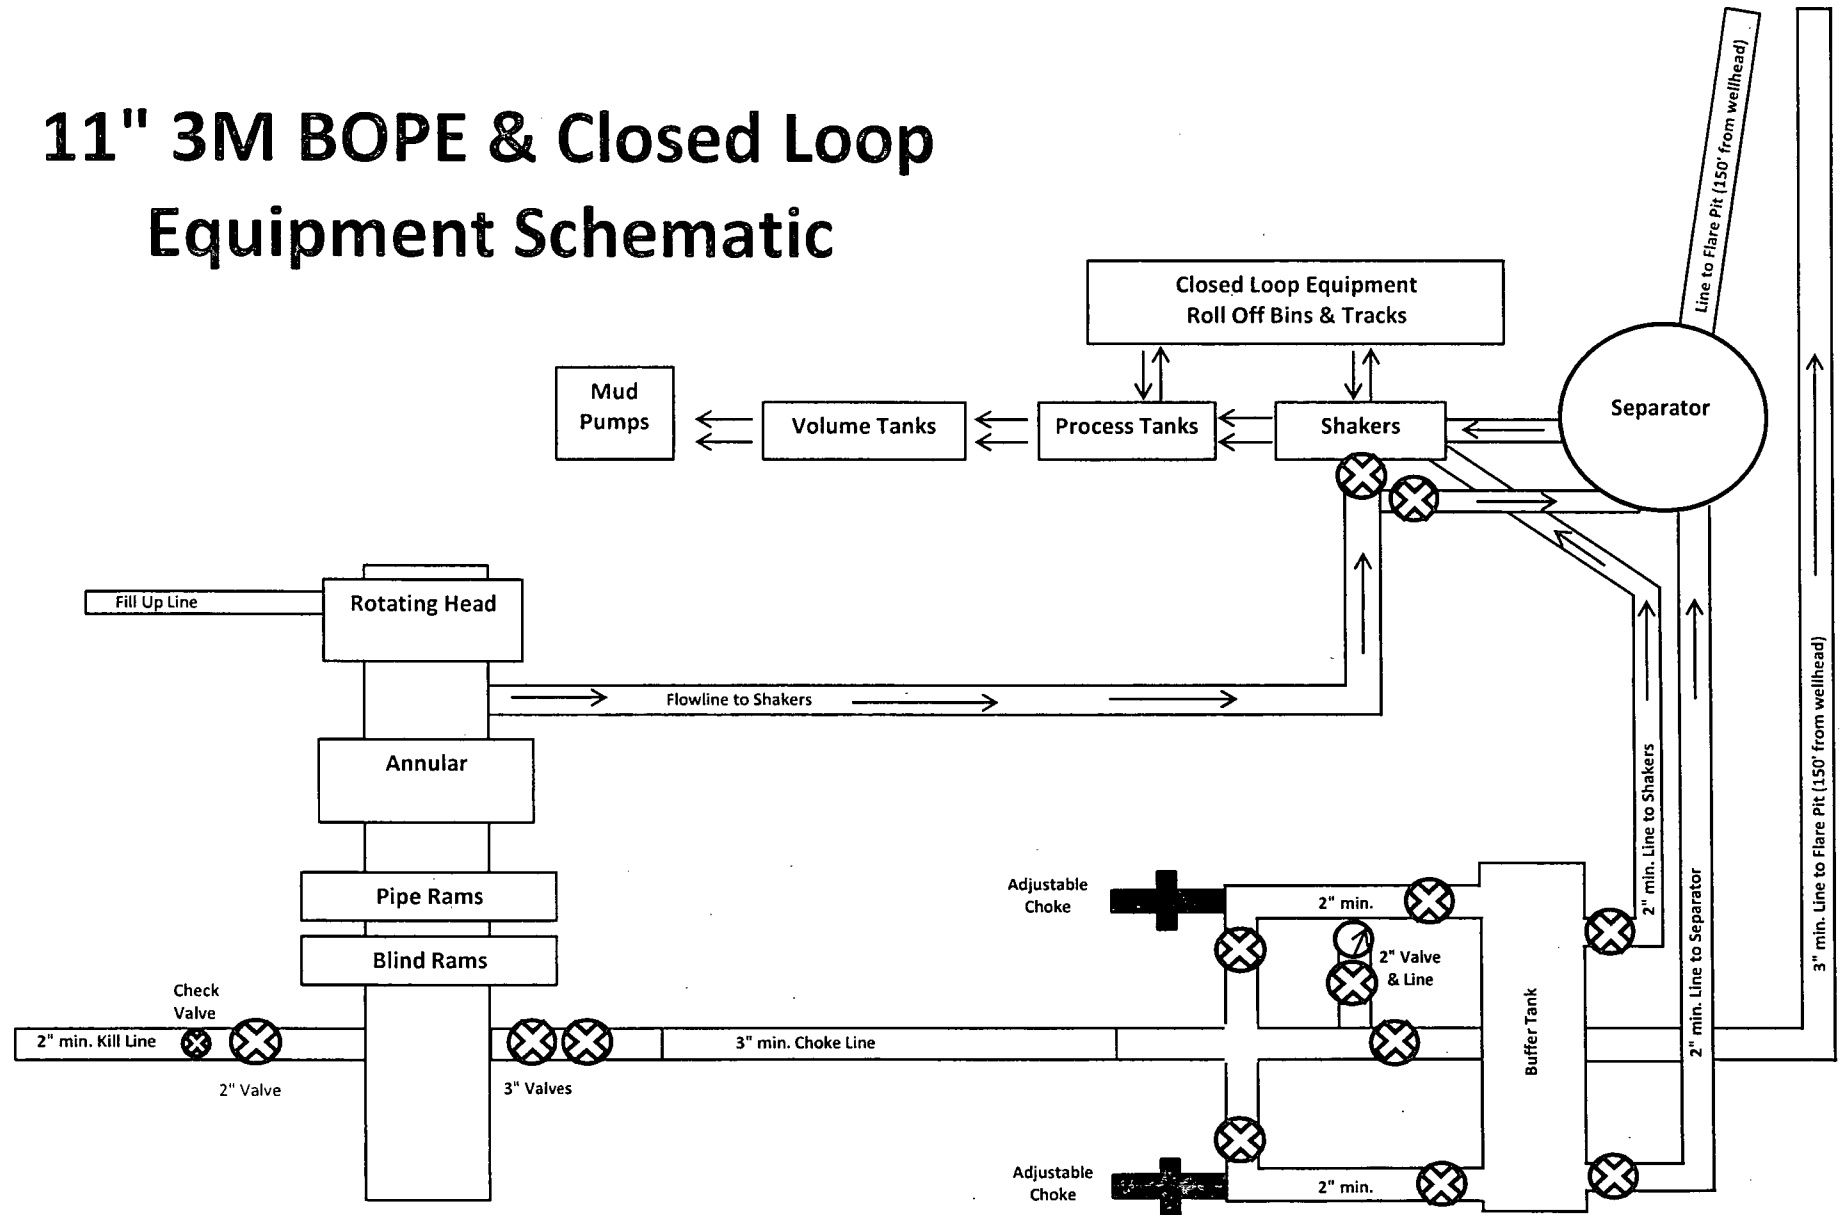 11" 3M BOPE & Closed Loop
Equipment Schematic
Line to Flare Pit (150' from wellhead)
Closed Loop Equipment
Roll Off Bins & Tracks
Mud
Pumps
Volume Tanks
Process Tanks
Shakers
Separator
Fill Up Line
Rotating Head
Flowline to Shakers
Annular
Pipe Rams
Blind Rams
Check
Valve
2" min. Kill Line
2" Valve
3" Valves
3" min. Choke Line
Adjustable
Choke
2" min.
2" Valve
& Line
Buffer Tank
Adjustable
Choke
2" min.
2" min. Line to Shakers
2" min. Line to Separator
3" min. Line to Flare Pit (150' from wellhead)